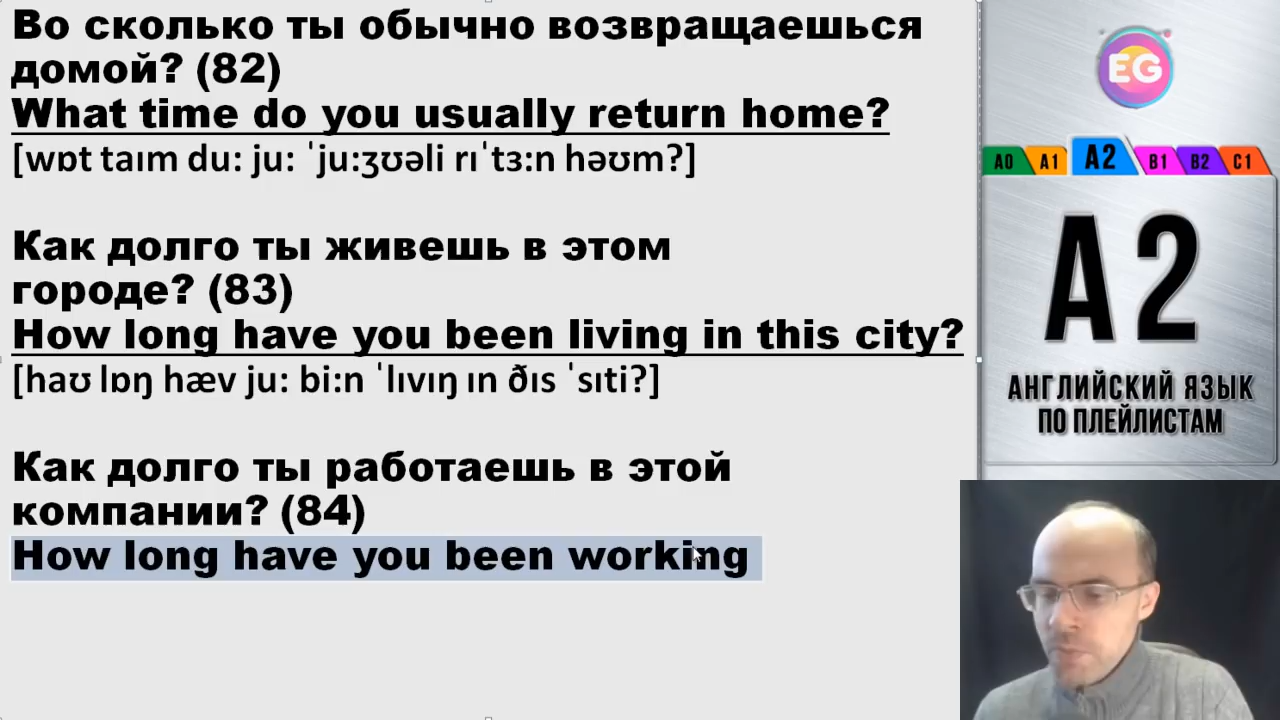 Во сколько ты обычно возвращаешься
домой? (82)
What time do you usually return home?
[wɒt taɪm du: ju: ˈju:ʒʊəli rɪˈtɜ:n həʊm?]
Как долго ты живешь в этом
городе? (83)
How long have you been living in this city?
[haʊ lɒŋ hæv ju: bi:n ˈlɪvɪŋ ɪn ðɪs ˈsɪti?]
Как долго ты работаешь в этой
компании? (84)
How long have you been working
EG
A0 A1 A2 B1 B2 C1
A2
АНГЛИЙСКИЙ ЯЗЫК
ПО ПЛЕЙЛИСТАМ